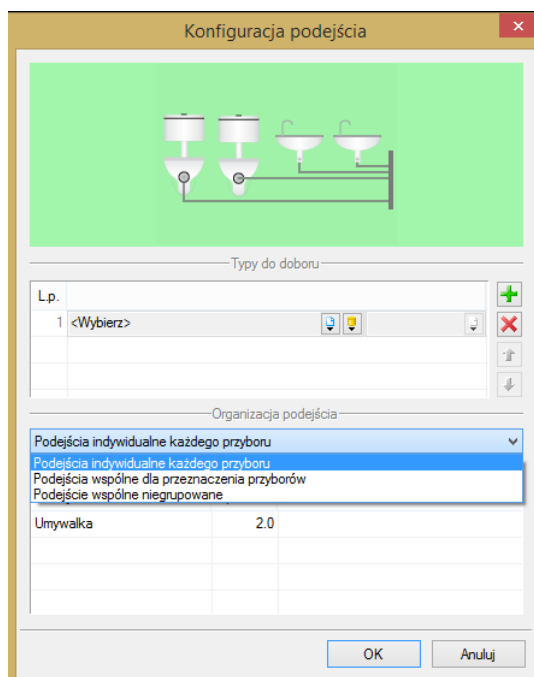 Konfiguracja podejścia
Typy do doboru
L.p.
1 <Wybierz>
Organizacja podejścia
Podejścia indywidualne każdego przyboru
Podejścia indywidualne każdego przyboru
Podejścia wspólne dla przeznaczenia przyborów
Podejście wspólne niegrupowane
Umywalka 2.0
OK Anuluj